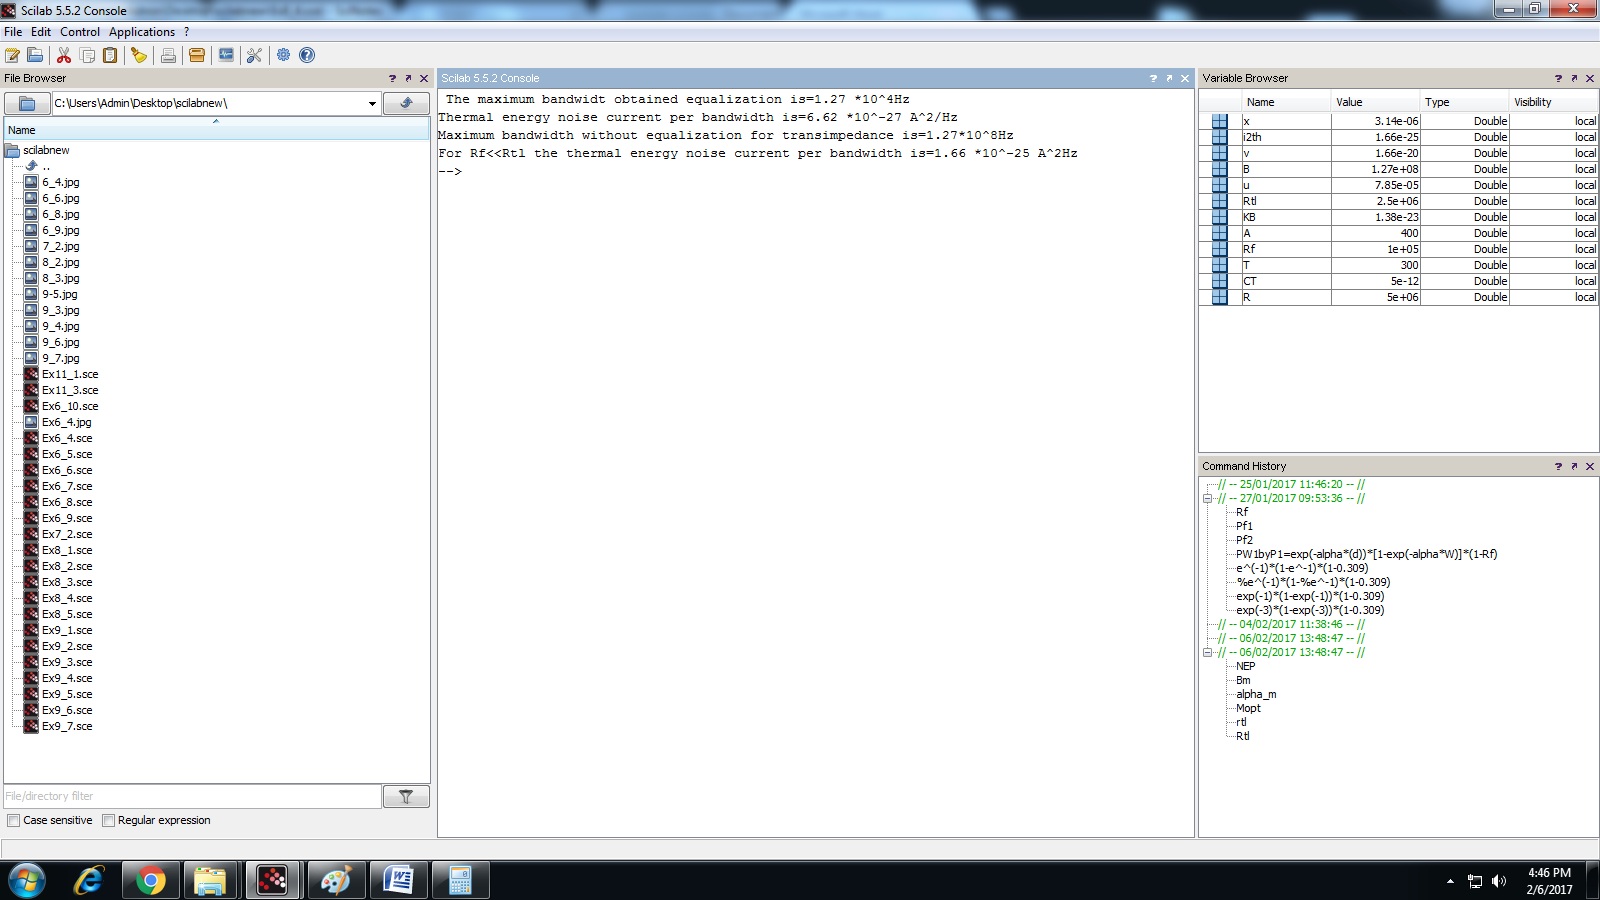 Scilab 5.5.2 Console
File Edit Control Applications ?
File Browser
C:\Users\Admin\Desktop\scilabnew\
Name
scilabnew
..
6_4.jpg
6_6.jpg
6_8.jpg
6_9.jpg
7_2.jpg
8_2.jpg
8_3.jpg
9-5.jpg
9_3.jpg
9_4.jpg
9_6.jpg
9_7.jpg
Ex11_1.sce
Ex11_3.sce
Ex6_10.sce
Ex6_4.jpg
Ex6_4.sce
Ex6_5.sce
Ex6_6.sce
Ex6_7.sce
Ex6_8.sce
Ex6_9.sce
Ex7_2.sce
Ex8_1.sce
Ex8_2.sce
Ex8_3.sce
Ex8_4.sce
Ex8_5.sce
Ex9_1.sce
Ex9_2.sce
Ex9_3.sce
Ex9_4.sce
Ex9_5.sce
Ex9_6.sce
Ex9_7.sce
File/directory filter
Case sensitive Regular expression
Scilab 5.5.2 Console
The maximum bandwidt obtained equalization is=1.27 *10^4Hz
Thermal energy noise current per bandwidth is=6.62 *10^-27 A^2/Hz
Maximum bandwidth without equalization for transimpedance is=1.27*10^8Hz
For Rf<<Rtl the thermal energy noise current per bandwidth is=1.66 *10^-25 A^2Hz
-->
Variable Browser
Name Value Type Visibility
x 3.14e-06 Double local
i2th 1.66e-25 Double local
v 1.66e-20 Double local
B 1.27e+08 Double local
u 7.85e-05 Double local
Rtl 2.5e+06 Double local
KB 1.38e-23 Double local
A 400 Double local
Rf 1e+05 Double local
T 300 Double local
CT 5e-12 Double local
R 5e+06 Double local
Command History
// -- 25/01/2017 11:46:20 -- //
// -- 27/01/2017 09:53:36 -- //
Rf
Pf1
Pf2
PW1byP1=exp(-alpha*(d))*[1-exp(-alpha*W)]*(1-Rf)
e^(-1)*(1-e^-1)*(1-0.309)
%e^(-1)*(1-%e^-1)*(1-0.309)
exp(-1)*(1-exp(-1))*(1-0.309)
exp(-3)*(1-exp(-3))*(1-0.309)
// -- 04/02/2017 11:38:46 -- //
// -- 06/02/2017 13:48:47 -- //
// -- 06/02/2017 13:48:47 -- //
NEP
Bm
alpha_m
Mopt
rtl
Rtl
4:46 PM
2/6/2017